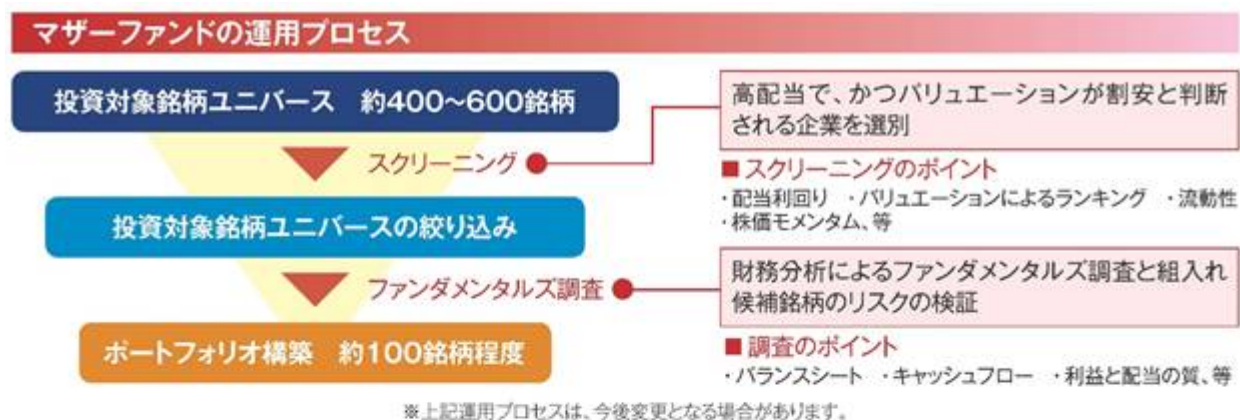 マザーファンドの運用プロセス
投資対象銘柄ユニバース 約400～600銘柄
スクリーニング
高配当で、かつバリュエーションが割安と判断
される企業を選別
■ スクリーニングのポイント
・配当利回り ・バリュエーションによるランキング ・流動性
・株価モメンタム、等
投資対象銘柄ユニバースの絞り込み
ファンダメンタルズ調査
財務分析によるファンダメンタルズ調査と組入れ
候補銘柄のリスクの検証
■ 調査のポイント
・バランスシート ・キャッシュフロー ・利益と配当の質、等
ポートフォリオ構築 約100銘柄程度
※上記運用プロセスは、今後変更となる場合があります。